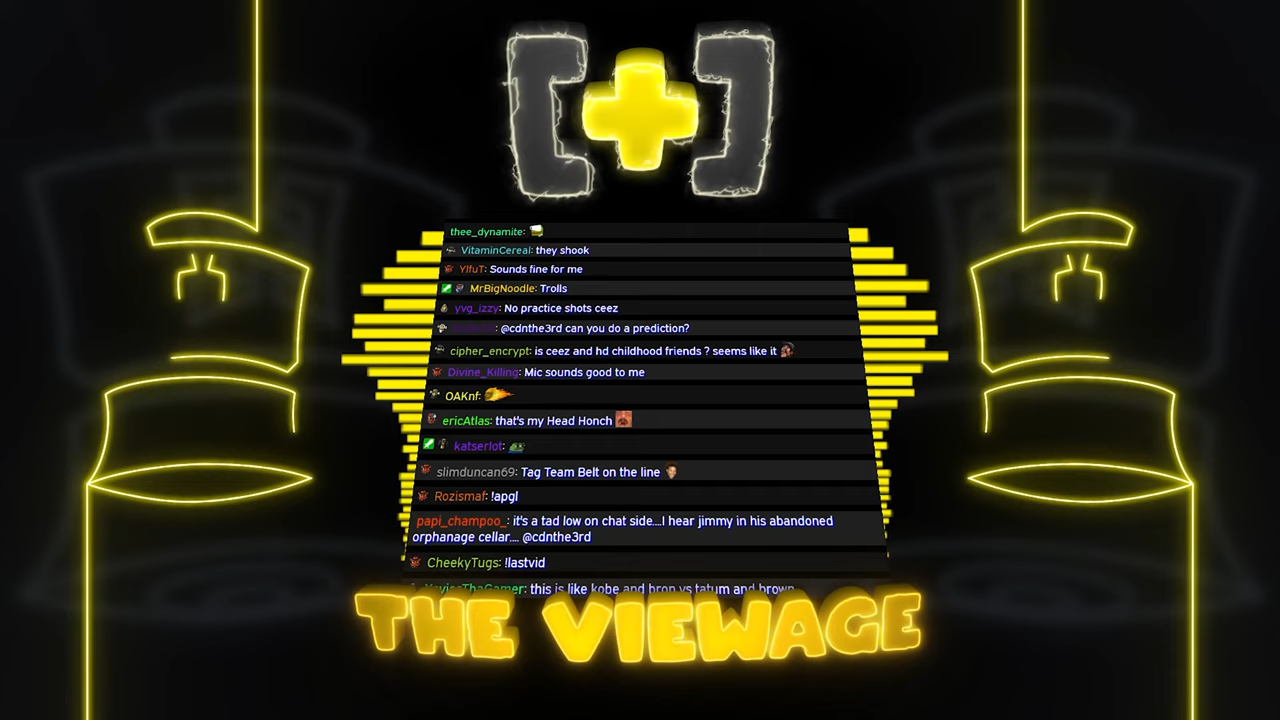 [+]
thee_dynamite:
VitaminCereal: they shook
YlfuT: Sounds fine for me
MrBigNoodle: Trolls
yvg_izzy: No practice shots ceez
: @cdnthe3rd can you do a prediction?
cipher_encrypt: is ceez and hd childhood friends ? seems like it
Divine_Killing: Mic sounds good to me
OAKnf:
ericAtlas: that's my Head Honch
katserlot:
slimduncan69: Tag Team Belt on the line
Rozismaf: !apgl
papi_champoo_: it's a tad low on chat side....I hear jimmy in his abandoned
orphanage cellar.... @cdnthe3rd
CheekyTugs: !lastvid
this is like kobe and bron vs tatum and brown
THE VIEWAGE